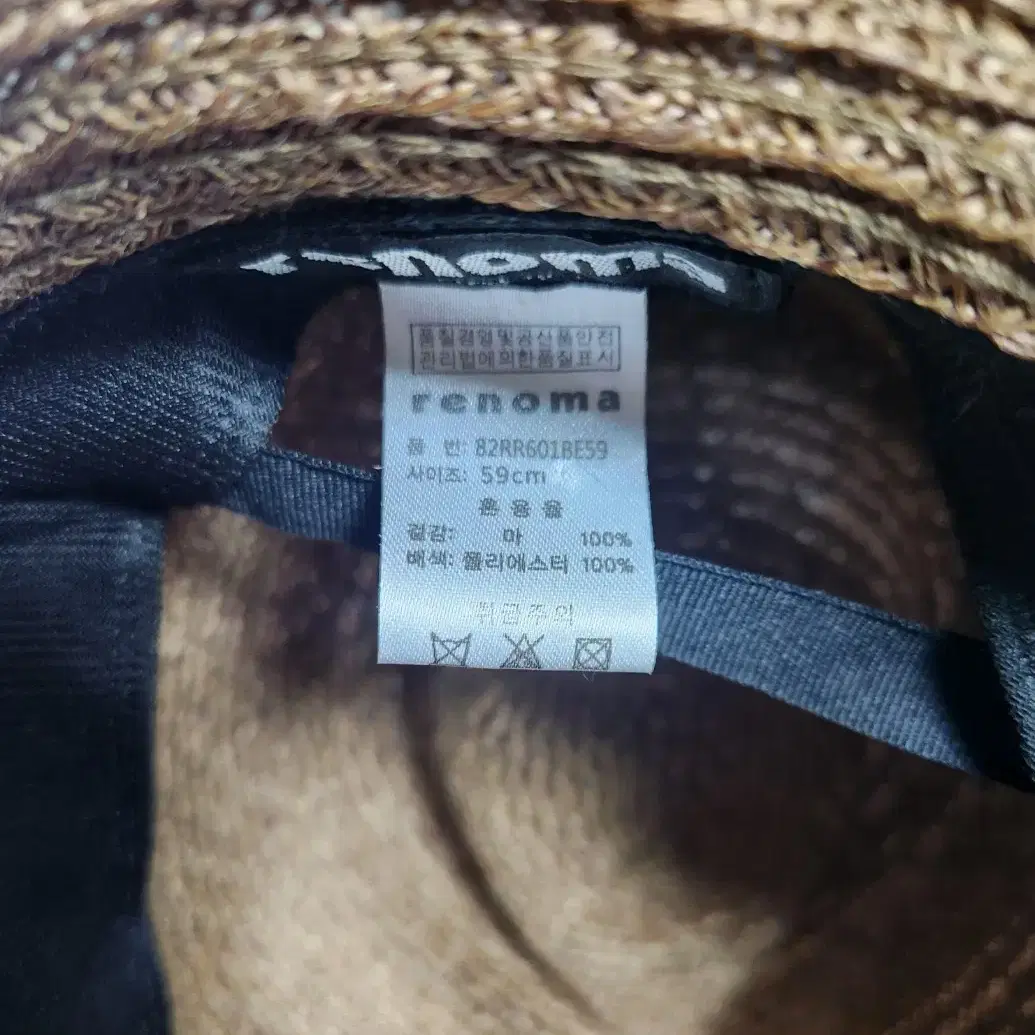 renoma
품질경영및공산품안전
관리법에의한품질표시
renoma
품 번: 82RR601BE59
사이즈: 59cm
혼 용 율
겉감: 마 100%
배색: 폴리에스터 100%
취급주의